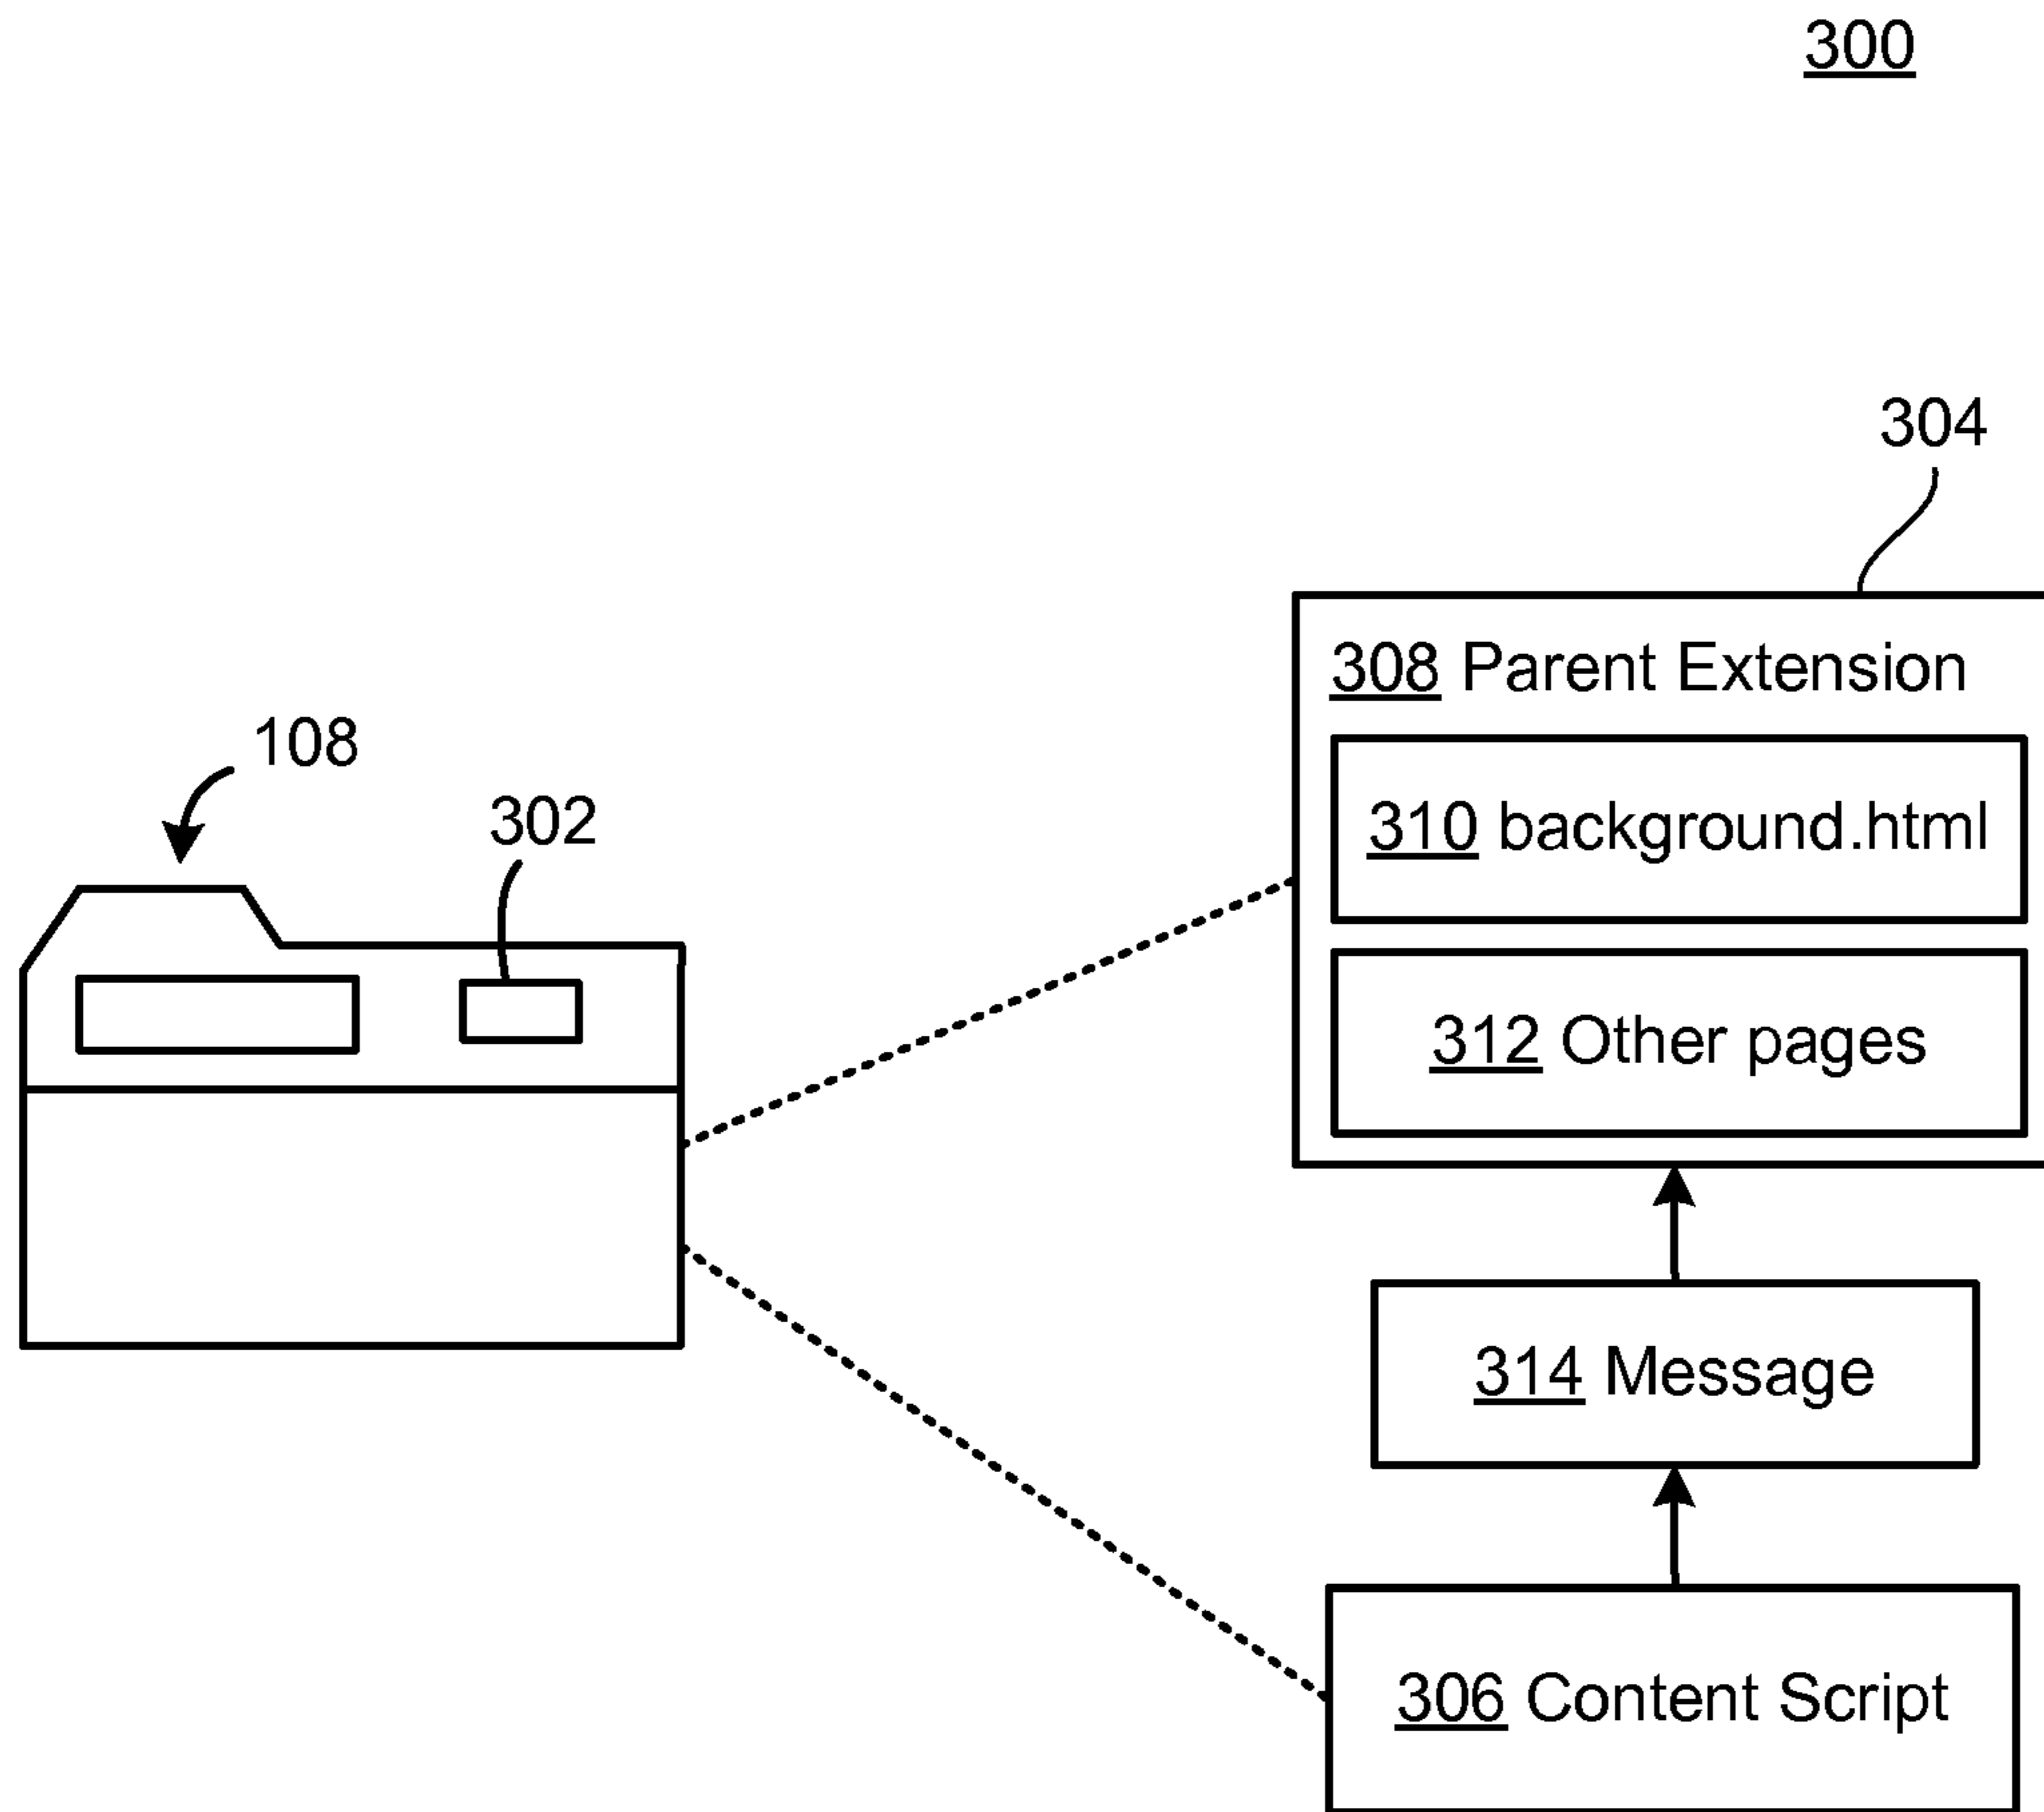 300
304
308 Parent Extension
108
302
310 background.html
312 Other pages
314 Message
306 Content Script